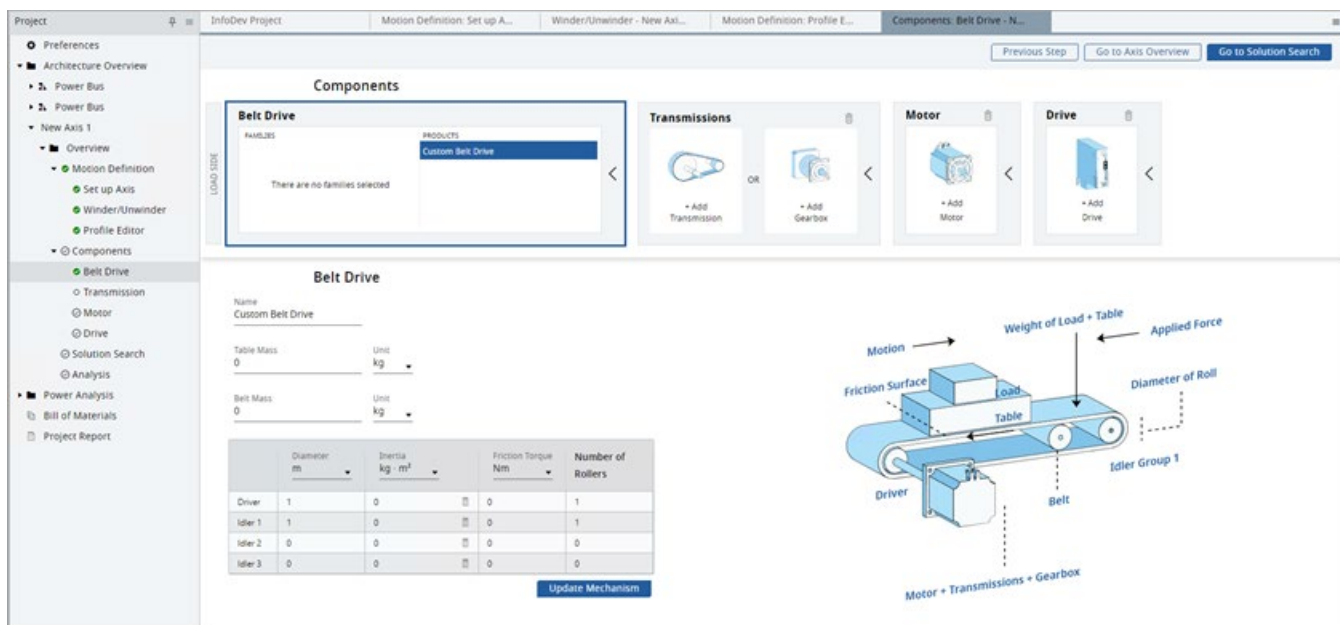 Project
InfoDev Project
Motion Definition: Set up A...
Winder/Unwinder - New Axi...
Motion Definition: Profile E...
Components: Belt Drive - N...
Preferences
Architecture Overview
Power Bus
Power Bus
New Axis 1
Overview
Motion Definition
Set up Axis
Winder/Unwinder
Profile Editor
Components
Belt Drive
Transmission
Motor
Drive
Solution Search
Analysis
Power Analysis
Bill of Materials
Project Report
Previous Step
Go to Axis Overview
Go to Solution Search
Components
LOAD SIDE
Belt Drive
FAMILIES
PRODUCTS
Custom Belt Drive
There are no families selected
Transmissions
+ Add
Transmission
OR
+ Add
Gearbox
Motor
+ Add
Motor
Drive
+ Add
Drive
Belt Drive
Name
Custom Belt Drive
Table Mass
0
Unit
kg
Belt Mass
0
Unit
kg
Diameter
m
Inertia
kg · m²
Friction Torque
Nm
Number of
Rollers
Driver 1 0 0 1
Idler 1 1 0 0 1
Idler 2 0 0 0 0
Idler 3 0 0 0 0
Update Mechanism
Weight of Load + Table
Motion
Applied Force
Friction Surface
Load
Diameter of Roll
Table
Idler Group 1
Driver
Belt
Motor + Transmissions + Gearbox